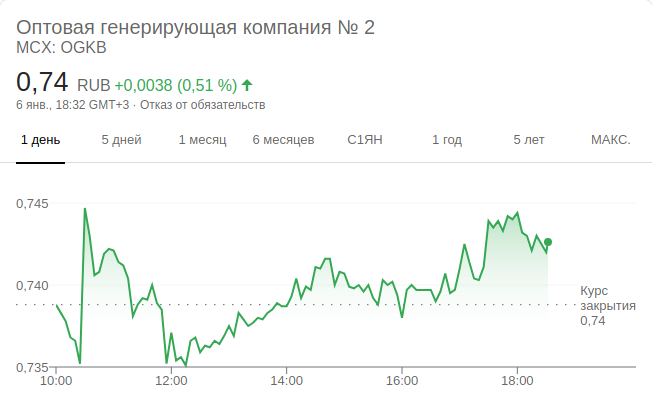 Оптовая генерирующая компания № 2
MCX: OGKB
0,74 RUB +0,0038 (0,51 %)
6 янв., 18:32 GMT+3 · Отказ от обязательств
1 день 5 дней 1 месяц 6 месяцев С1ЯН 1 год 5 лет МАКС.
0,745
0,740
Курс
закрытия
0,74
0,735
10:00 12:00 14:00 16:00 18:00